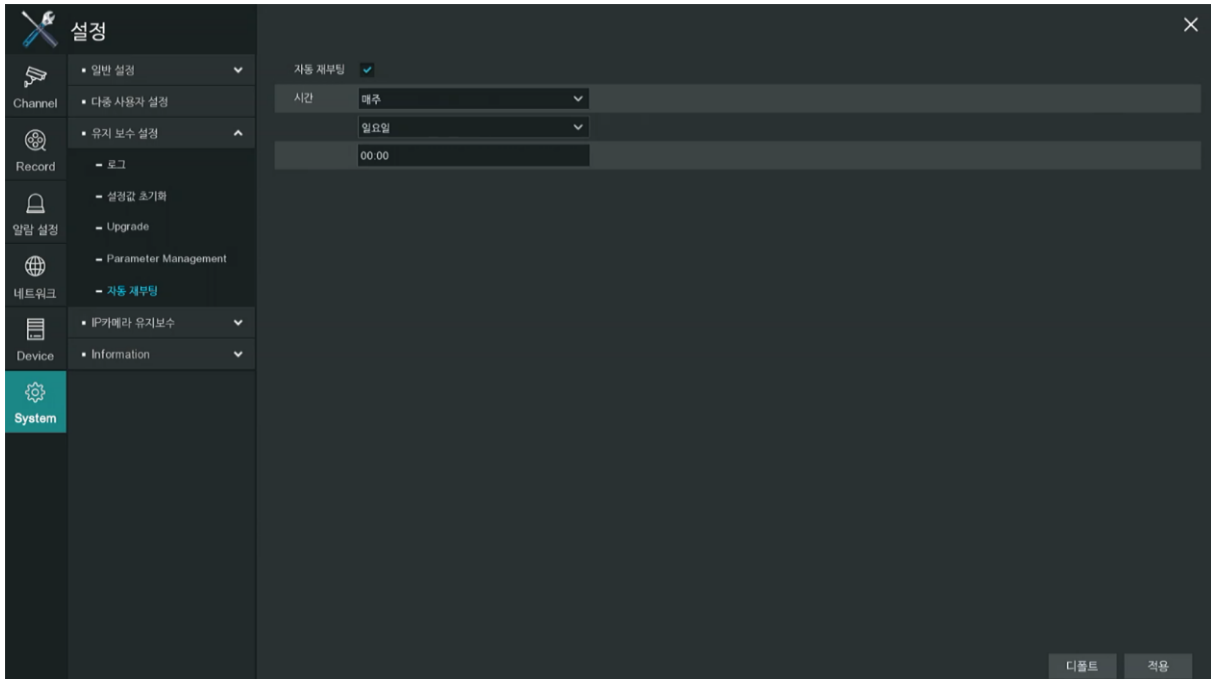 설정
Channel
Record
알람 설정
네트워크
Device
System
일반 설정
다중 사용자 설정
유지 보수 설정
로그
설정값 초기화
Upgrade
Parameter Management
자동 재부팅
IP카메라 유지보수
Information
자동 재부팅
시간 매주
일요일
00:00
디폴트 적용